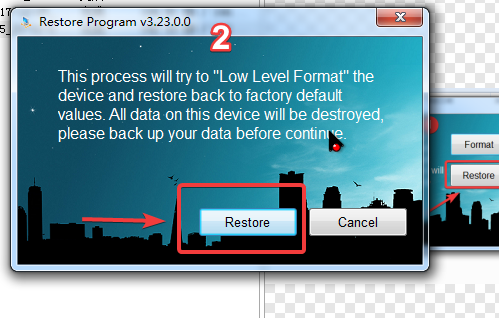 17
5_
Restore Program v3.23.0.0
2
This process will try to "Low Level Format" the
device and restore back to factory default
values. All data on this device will be destroyed,
please back up your data before continue.
Restore
Cancel
Format
will
Restore